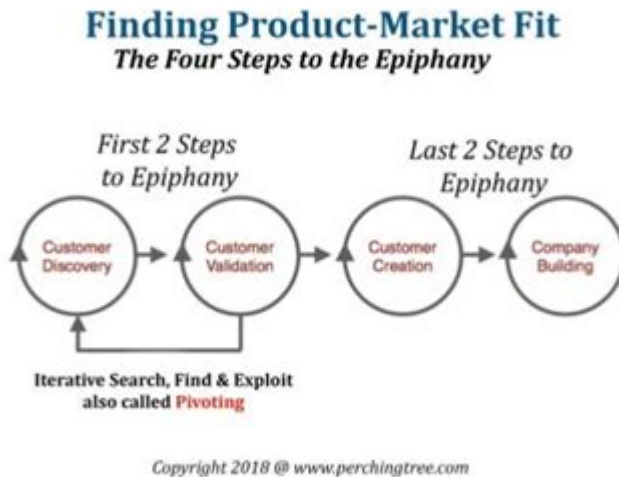 Finding Product-Market Fit
The Four Steps to the Epiphany
First 2 Steps
to Epiphany
Last 2 Steps to
Epiphany
Customer
Discovery
Customer
Validation
Customer
Creation
Company
Building
Iterative Search, Find & Exploit
also called Pivoting
Copyright 2018 @ www.perchingtree.com